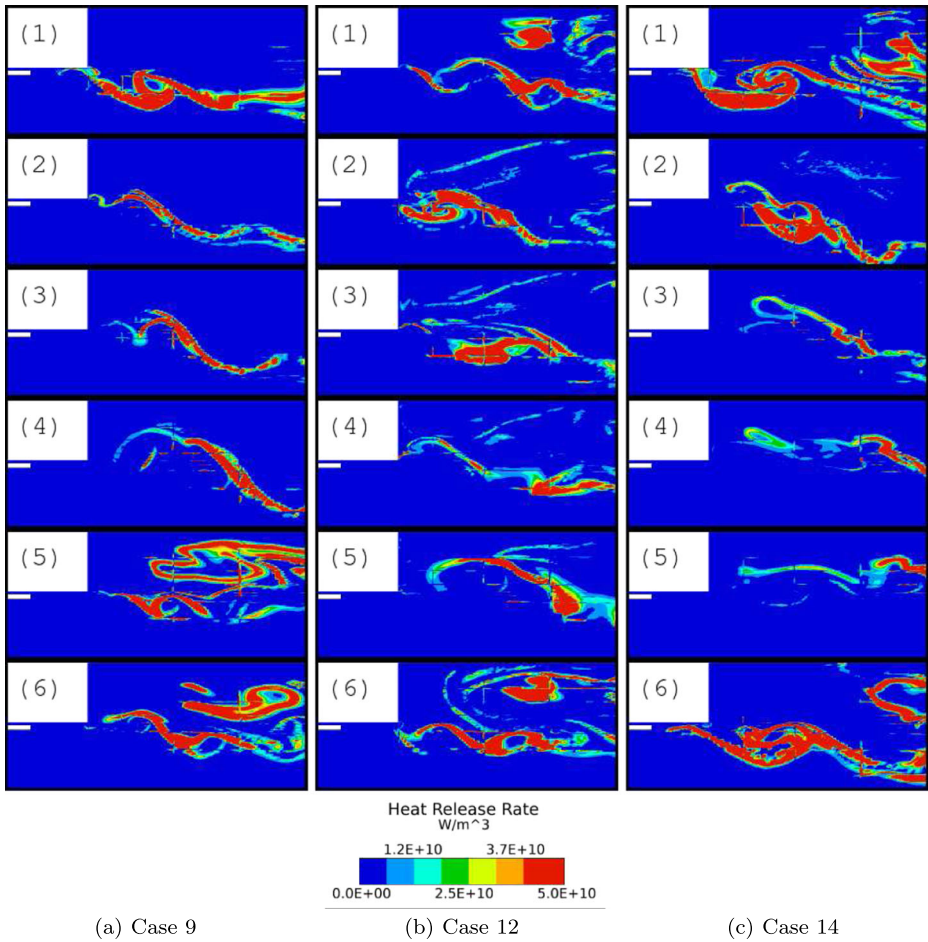 (1) (1) (1)
(2) (2) (2)
(3) (3) (3)
(4) (4) (4)
(5) (5) (5)
(6) (6) (6)
Heat Release Rate
W/m^3
1.2E+10 3.7E+10
0.0E+00 2.5E+10 5.0E+10
(a) Case 9 (b) Case 12 (c) Case 14